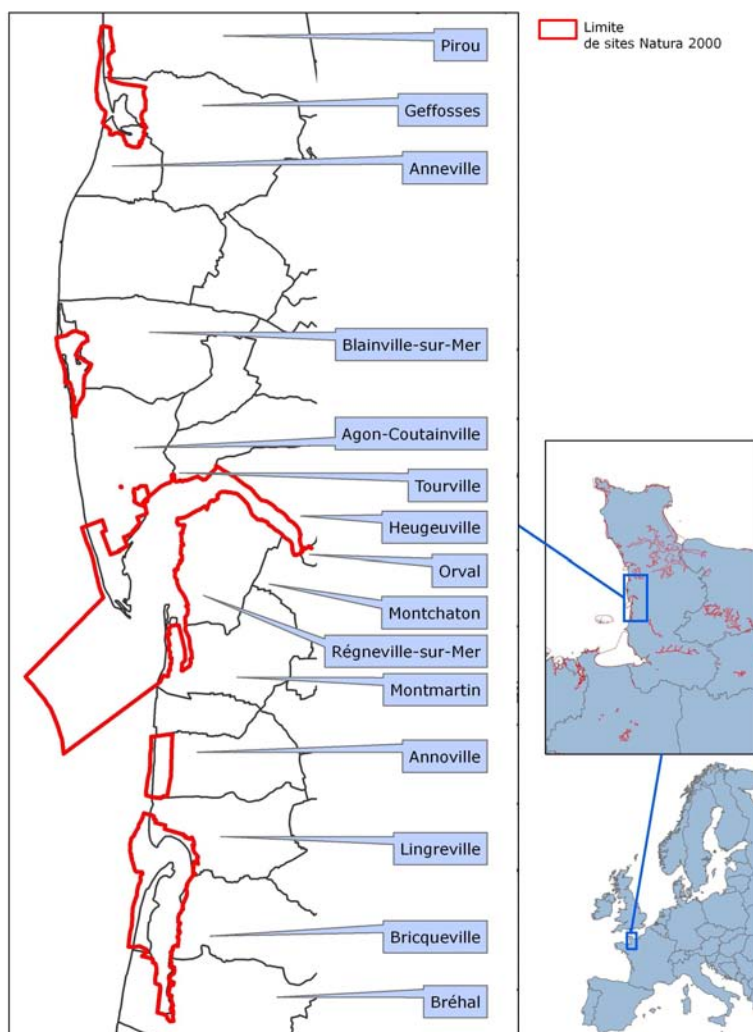 Limite
de sites Natura 2000
Pirou
Geffosses
Anneville
Blainville-sur-Mer
Agon-Coutainville
Tourville
Heugeuville
Orval
Montchaton
Régneville-sur-Mer
Montmartin
Annoville
Lingreville
Bricqueville
Bréhal